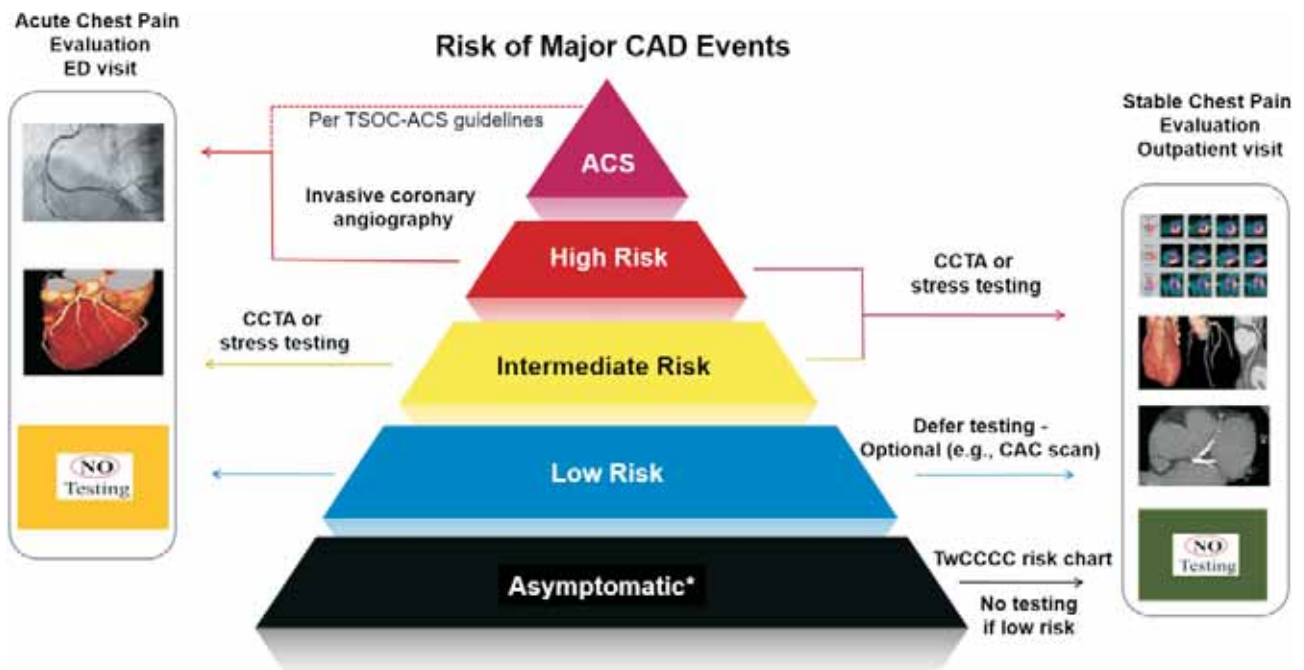 Acute Chest Pain
Evaluation
ED visit
Risk of Major CAD Events
Stable Chest Pain
Evaluation
Outpatient visit
Per TSOC-ACS guidelines
ACS
Invasive coronary
angiography
High Risk
CCTA or
stress testing
CCTA or
stress testing
Intermediate Risk
Defer testing -
Optional (e.g., CAC scan)
NO
Testing
Low Risk
TwCCCC risk chart
No testing
if low risk
Asymptomatic*
NO
Testing